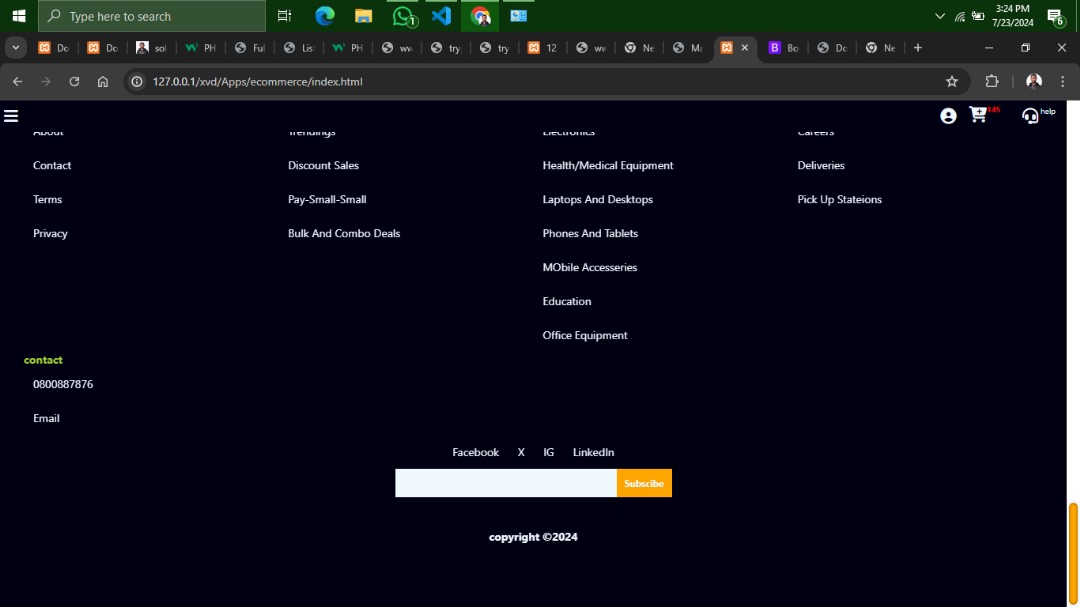 Type here to search
1
3:24 PM
7/23/2024
6
Do
Do
sol
PH
Ful
Lis
PH
wv
try
try
12
wv
Ne
Ma
Bo
Do
Ne
127.0.0.1/xvd/Apps/ecommerce/index.html
345
help
About Trendings Electronics Careers
Contact Discount Sales Health/Medical Equipment Deliveries
Terms Pay-Small-Small Laptops And Desktops Pick Up Stateions
Privacy Bulk And Combo Deals Phones And Tablets
MObile Accesseries
Education
Office Equipment
contact
0800887876
Email
Facebook X IG LinkedIn
Subscibe
copyright ©2024